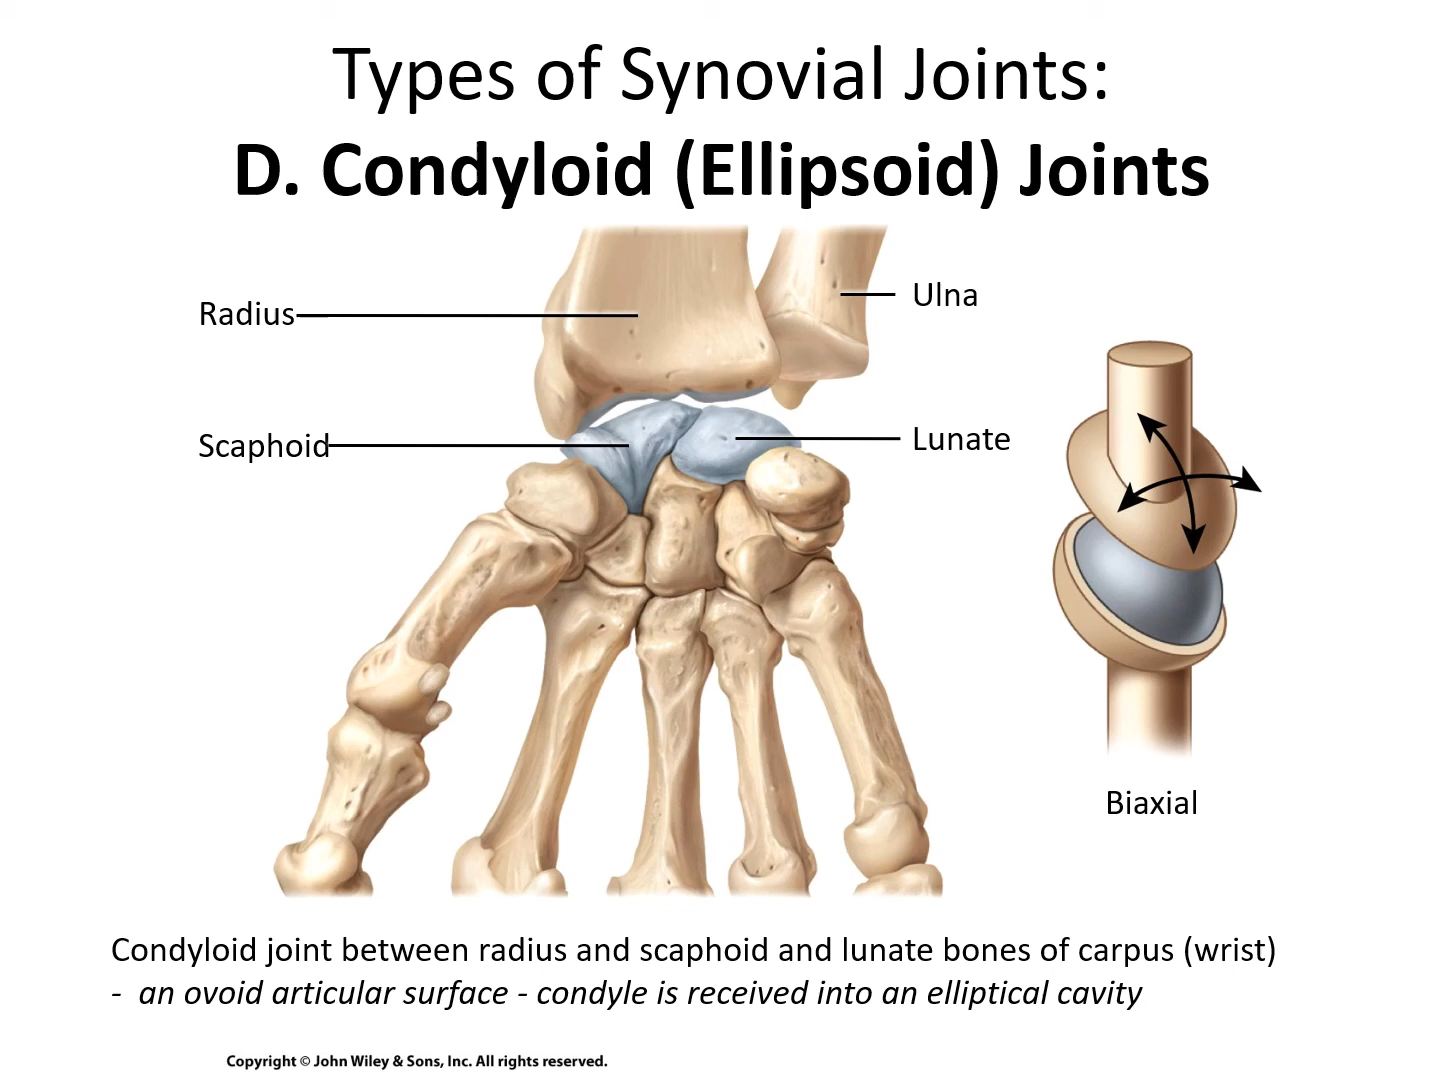 Types of Synovial Joints:
D. Condyloid (Ellipsoid) Joints
Radius
Ulna
Scaphoid
Lunate
Biaxial
Condyloid joint between radius and scaphoid and lunate bones of carpus (wrist)
- an ovoid articular surface - condyle is received into an elliptical cavity
Copyright © John Wiley & Sons, Inc. All rights reserved.